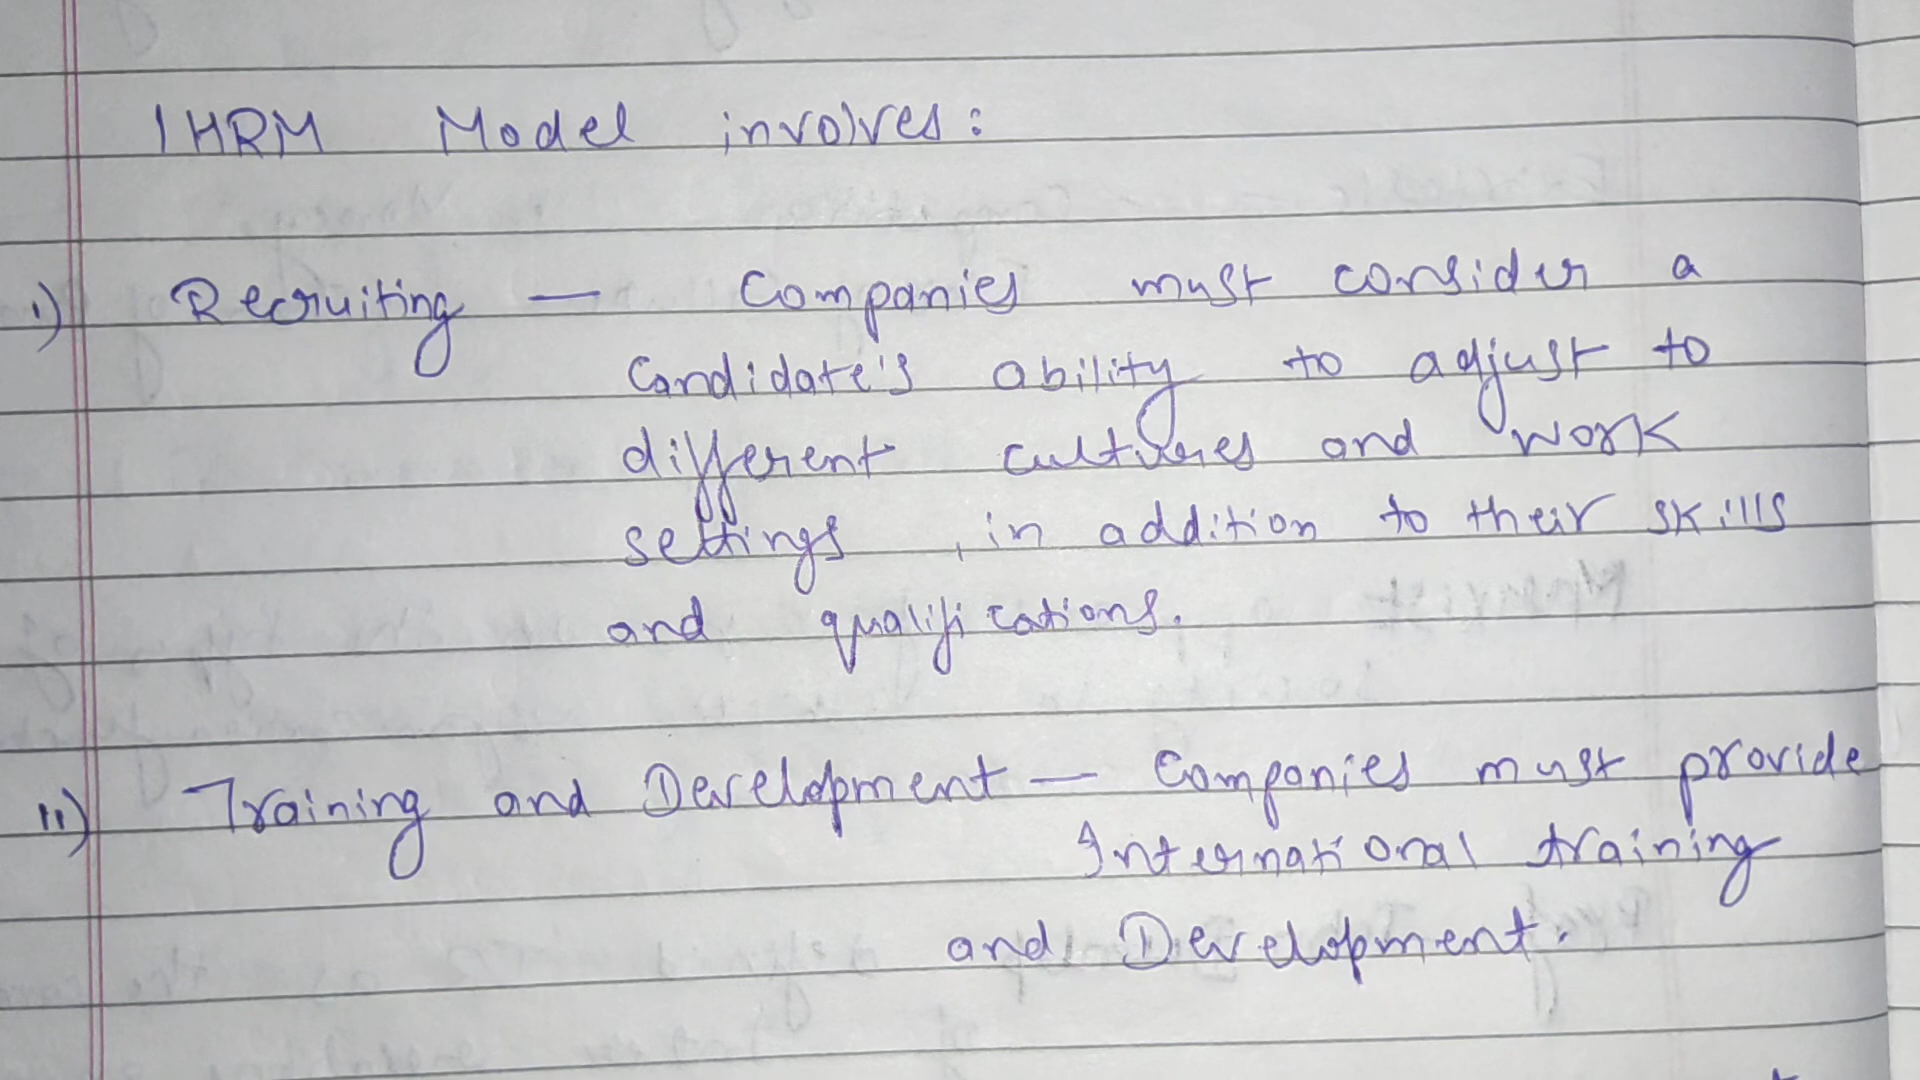 IHRM Model involves:
i) Recruiting — Companies must consider a
candidate's ability to adjust to
different cultures and work
settings, in addition to their skills
and qualifications.
ii) Training and Development — Companies must provide
International training
and Development.